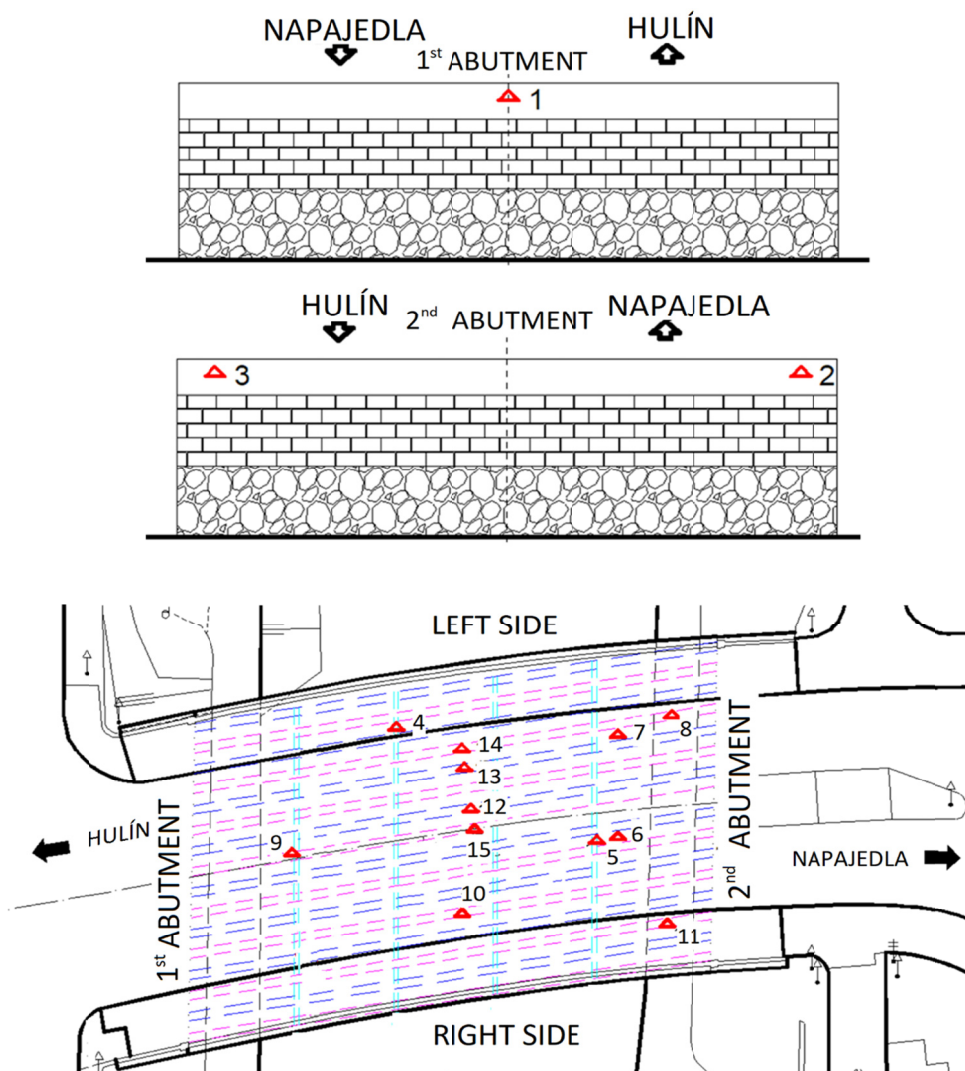 NAPAJEDLA HULÍN
1st ABUTMENT
1
HULÍN 2nd ABUTMENT NAPAJEDLA
3 2
LEFT SIDE
4
14 7 8
13
12
15
9 5 6
10
11
HULÍN
1st ABUTMENT
2nd ABUTMENT
NAPAJEDLA
RIGHT SIDE